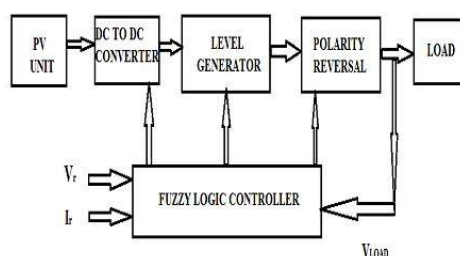 PV
UNIT
DC TO DC
CONVERTER
LEVEL
GENERATOR
POLARITY
REVERSAL
LOAD
Vr
Ir
FUZZY LOGIC CONTROLLER
VLOAD